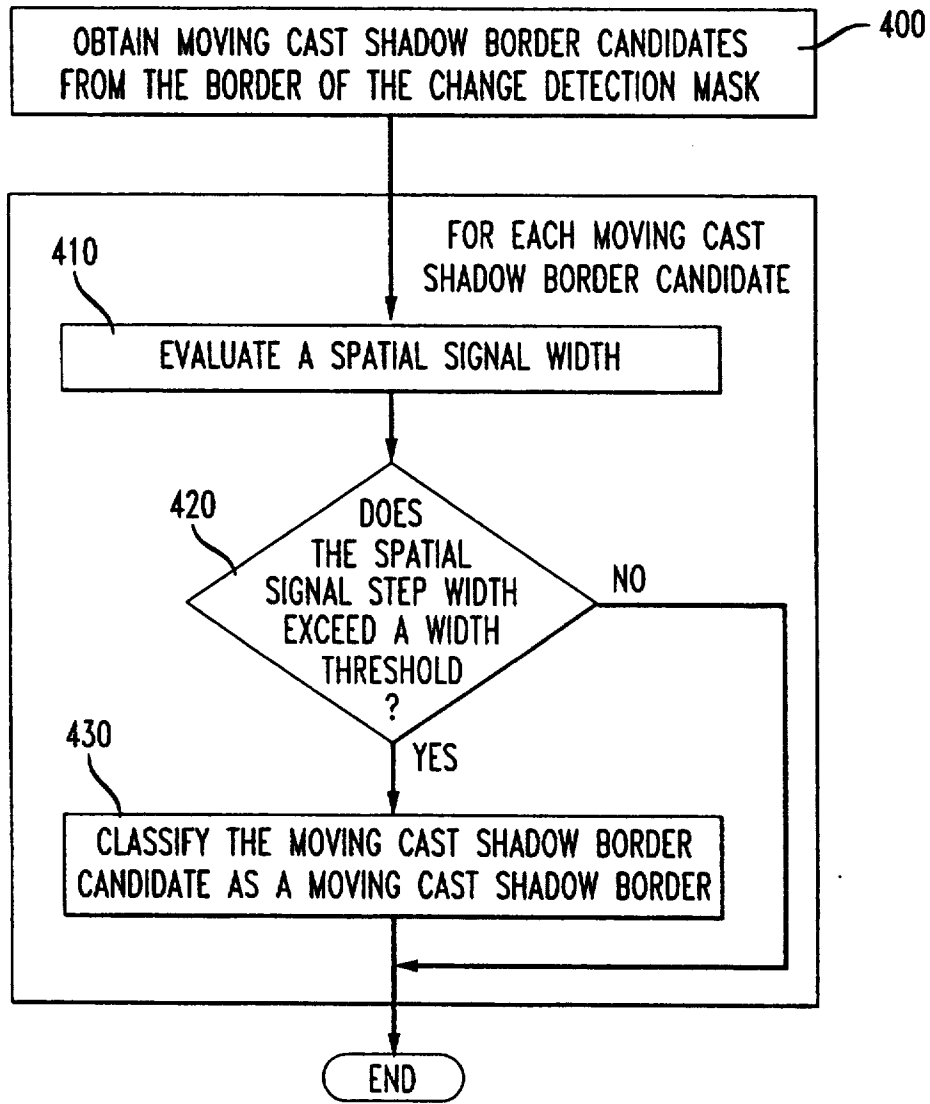 OBTAIN MOVING CAST SHADOW BORDER CANDIDATES
FROM THE BORDER OF THE CHANGE DETECTION MASK
400
FOR EACH MOVING CAST
SHADOW BORDER CANDIDATE
410
EVALUATE A SPATIAL SIGNAL WIDTH
420
DOES
THE SPATIAL
SIGNAL STEP WIDTH
EXCEED A WIDTH
THRESHOLD
?
NO
YES
430
CLASSIFY THE MOVING CAST SHADOW BORDER
CANDIDATE AS A MOVING CAST SHADOW BORDER
END